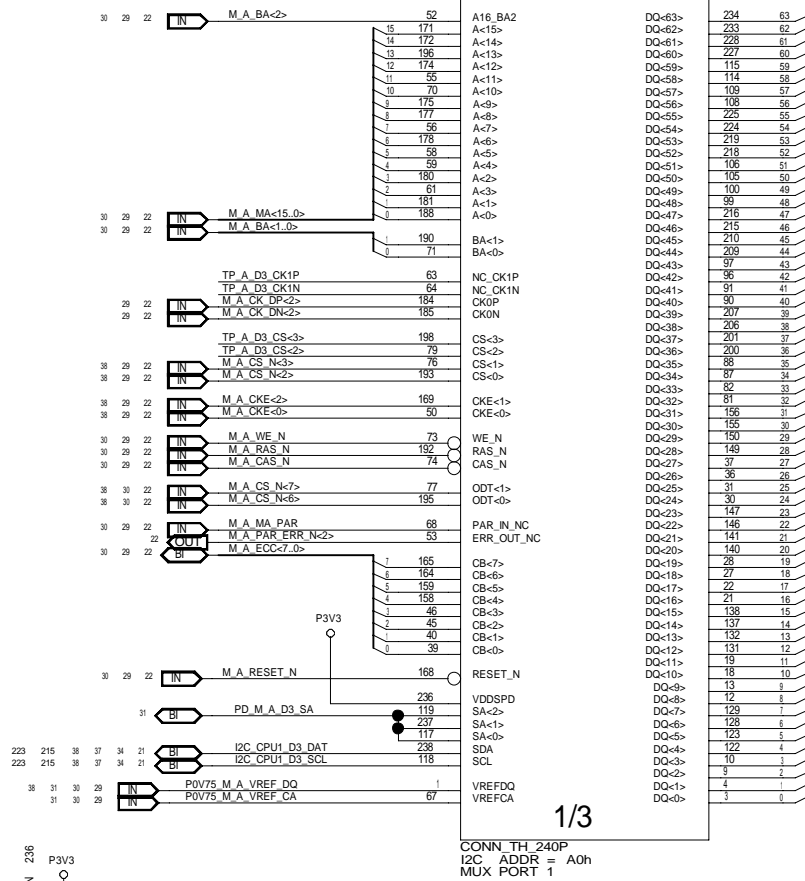 30 29 22 IN M_A_BA<2> 52 A16_BA2 DQ<63> 234 63
15 171 A<15> DQ<62> 233 62
14 172 A<14> DQ<61> 228 61
13 196 A<13> DQ<60> 227 60
12 174 A<12> DQ<59> 115 59
11 55 A<11> DQ<58> 114 58
10 70 A<10> DQ<57> 109 57
9 175 A<9> DQ<56> 108 56
8 177 A<8> DQ<55> 225 55
7 56 A<7> DQ<54> 224 54
6 178 A<6> DQ<53> 219 53
5 58 A<5> DQ<52> 218 52
4 59 A<4> DQ<51> 106 51
3 180 A<2> DQ<50> 105 50
2 61 A<3> DQ<49> 100 49
1 181 A<1> DQ<48> 99 48
30 29 22 IN M_A_MA<15..0> 0 188 A<0> DQ<47> 216 47
30 29 22 IN M_A_BA<1..0> DQ<46> 215 46
1 190 BA<1> DQ<45> 210 45
0 71 BA<0> DQ<44> 209 44
DQ<43> 97 43
TP_A_D3_CK1P 63 NC_CK1P DQ<42> 96 42
TP_A_D3_CK1N 64 NC_CK1N DQ<41> 91 41
29 22 IN M_A_CK_DP<2> 184 CK0P DQ<40> 90 40
29 22 IN M_A_CK_DN<2> 185 CK0N DQ<39> 207 39
DQ<38> 206 38
TP_A_D3_CS<3> 198 CS<3> DQ<37> 201 37
TP_A_D3_CS<2> 79 CS<2> DQ<36> 200 36
38 29 22 IN M_A_CS_N<3> 76 CS<1> DQ<35> 88 35
38 29 22 IN M_A_CS_N<2> 193 CS<0> DQ<34> 87 34
DQ<33> 82 33
38 29 22 IN M_A_CKE<2> 169 CKE<1> DQ<32> 81 32
38 29 22 IN M_A_CKE<0> 50 CKE<0> DQ<31> 156 31
DQ<30> 155 30
30 29 22 IN M_A_WE_N 73 WE_N DQ<29> 150 29
30 29 22 IN M_A_RAS_N 192 RAS_N DQ<28> 149 28
30 29 22 IN M_A_CAS_N 74 CAS_N DQ<27> 37 27
DQ<26> 36 26
38 30 22 IN M_A_CS_N<7> 77 ODT<1> DQ<25> 31 25
38 30 22 IN M_A_CS_N<6> 195 ODT<0> DQ<24> 30 24
DQ<23> 147 23
30 29 22 IN M_A_MA_PAR 68 PAR_IN_NC DQ<22> 146 22
22 OUT M_A_PAR_ERR_N<2> 53 ERR_OUT_NC DQ<21> 141 21
30 29 22 BI M_A_ECC<7..0> DQ<20> 140 20
7 165 CB<7> DQ<19> 28 19
6 164 CB<6> DQ<18> 27 18
5 159 CB<5> DQ<17> 22 17
4 158 CB<4> DQ<16> 21 16
3 46 CB<3> DQ<15> 138 15
P3V3 2 45 CB<2> DQ<14> 137 14
1 40 CB<1> DQ<13> 132 13
0 39 CB<0> DQ<12> 131 12
DQ<11> 19 11
30 29 22 IN M_A_RESET_N 168 RESET_N DQ<10> 18 10
DQ<9> 13 9
236 VDDSPD DQ<8> 12 8
31 BI PD_M_A_D3_SA 119 SA<2> DQ<7> 129 7
237 SA<1> DQ<6> 128 6
117 SA<0> DQ<5> 123 5
223 215 38 37 34 21 BI I2C_CPU1_D3_DAT 238 SDA DQ<4> 122 4
223 215 38 37 34 21 BI I2C_CPU1_D3_SCL 118 SCL DQ<3> 10 3
DQ<2> 9 2
38 31 30 29 IN P0V75_M_A_VREF_DQ 1 VREFDQ DQ<1> 4 1
31 30 29 IN P0V75_M_A_VREF_CA 67 VREFCA DQ<0> 3 0
1/3
CONN_TH_240P
I2C ADDR = A0h
MUX PORT 1
236
N
P3V3